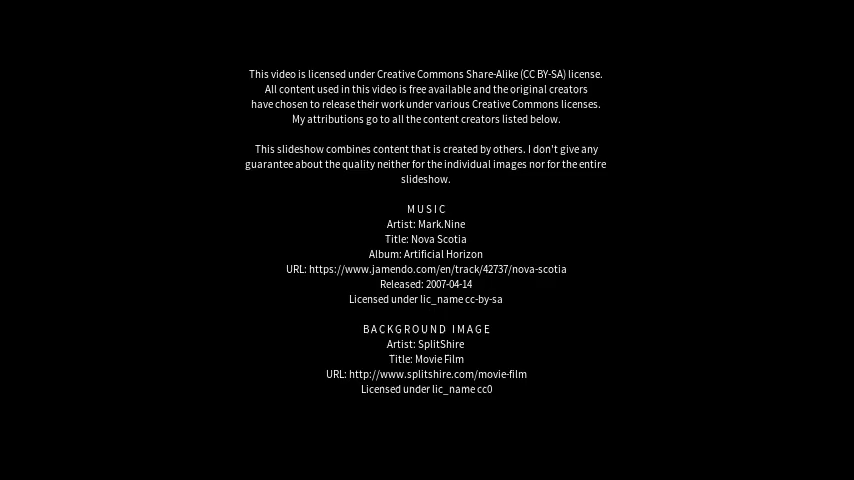 This video is licensed under Creative Commons Share-Alike (CC BY-SA) license.
All content used in this video is free available and the original creators
have chosen to release their work under various Creative Commons licenses.
My attributions go to all the content creators listed below.
This slideshow combines content that is created by others. I don't give any
guarantee about the quality neither for the individual images nor for the entire
slideshow.
MUSIC
Artist: Mark.Nine
Title: Nova Scotia
Album: Artificial Horizon
URL: https://www.jamendo.com/en/track/42737/nova-scotia
Released: 2007-04-14
Licensed under lic_name cc-by-sa
BACKGROUND IMAGE
Artist: SplitShire
Title: Movie Film
URL: http://www.splitshire.com/movie-film
Licensed under lic_name cc0